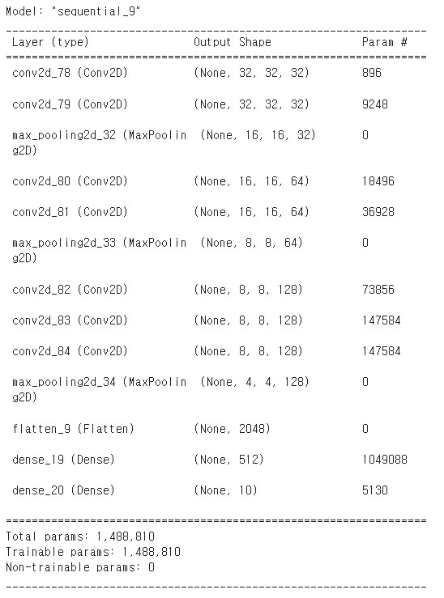 Model: "sequential_9"
Layer (type) Output Shape Param #
conv2d_78 (Conv2D) (None, 32, 32, 32) 896
conv2d_79 (Conv2D) (None, 32, 32, 32) 9248
max_pooling2d_32 (MaxPoolin (None, 16, 16, 32) 0
g2D)
conv2d_80 (Conv2D) (None, 16, 16, 64) 18496
conv2d_81 (Conv2D) (None, 16, 16, 64) 36928
max_pooling2d_33 (MaxPoolin (None, 8, 8, 64) 0
g2D)
conv2d_82 (Conv2D) (None, 8, 8, 128) 73856
conv2d_83 (Conv2D) (None, 8, 8, 128) 147584
conv2d_84 (Conv2D) (None, 8, 8, 128) 147584
max_pooling2d_34 (MaxPooling (None, 4, 4, 128) 0
g2D)
flatten_9 (Flatten) (None, 2048) 0
dense_19 (Dense) (None, 512) 1049088
dense_20 (Dense) (None, 10) 5130
Total params: 1,488,810
Trainable params: 1,488,810
Non-trainable params: 0